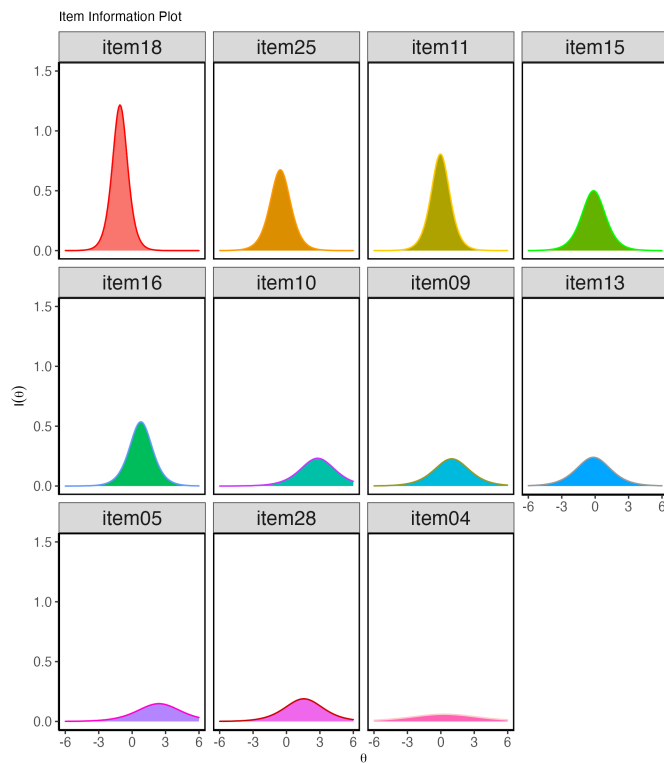 Item Information Plot
item18 item25 item11 item15
1.5
1.0
0.5
0.0
item16 item10 item09 item13
1.5
1.0
0.5
0.0
I(θ)
-6 -3 0 3 6
item05 item28 item04
1.5
1.0
0.5
0.0
-6 -3 0 3 6 -6 -3 0 3 6 -6 -3 0 3 6
θ